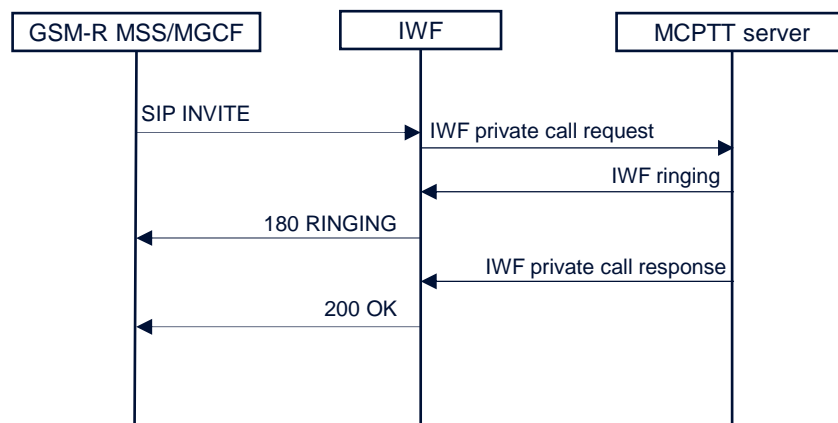 GSM-R MSS/MGCF
IWF
MCPTT server
SIP INVITE
IWF private call request
IWF ringing
180 RINGING
IWF private call response
200 OK